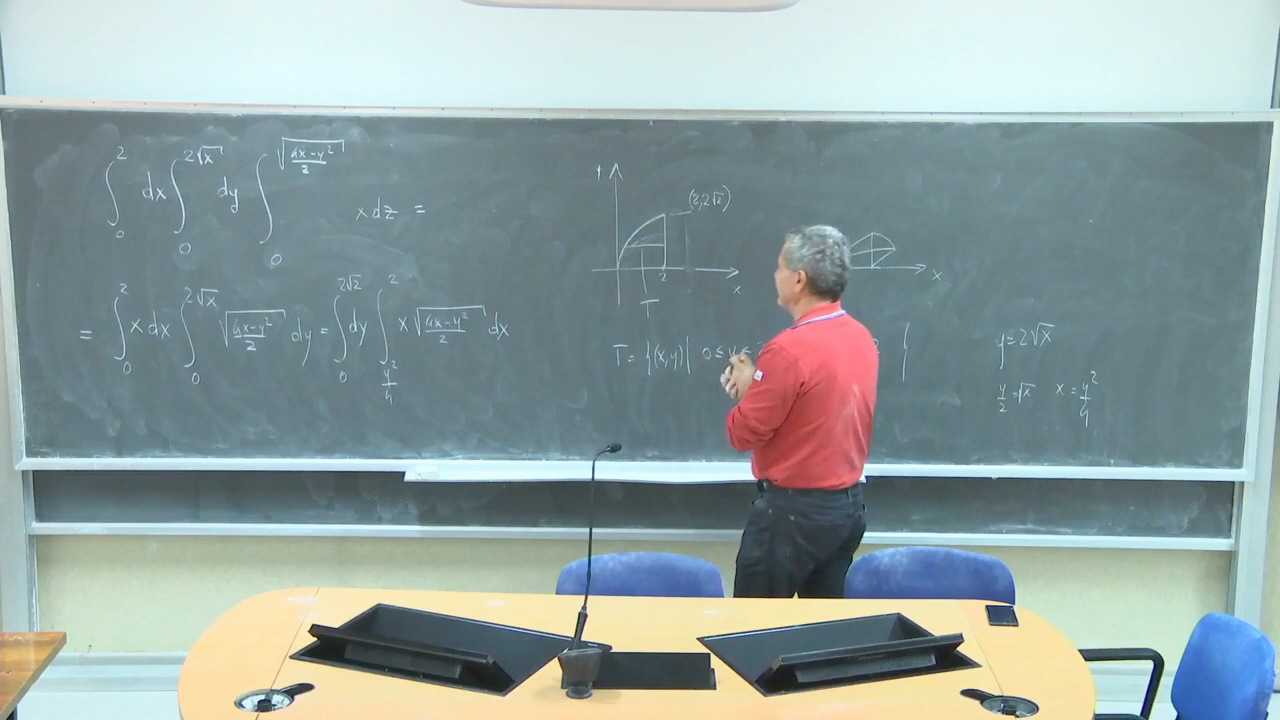 ∫₀² dx ∫₀^{2√x} dy ∫₀^{√((4x-y²)/2)} x dz =
= ∫₀² x dx ∫₀^{2√x} √((4x-y²)/2) dy = ∫₀^{2√2} dy ∫_{y²/4}² x √((4x-y²)/2) dx
y
(2,2√2)
2
x
T
x
T = {(x,y)| 0 ≤ y ≤
y = 2√x
y/2 = √x x = y²/4